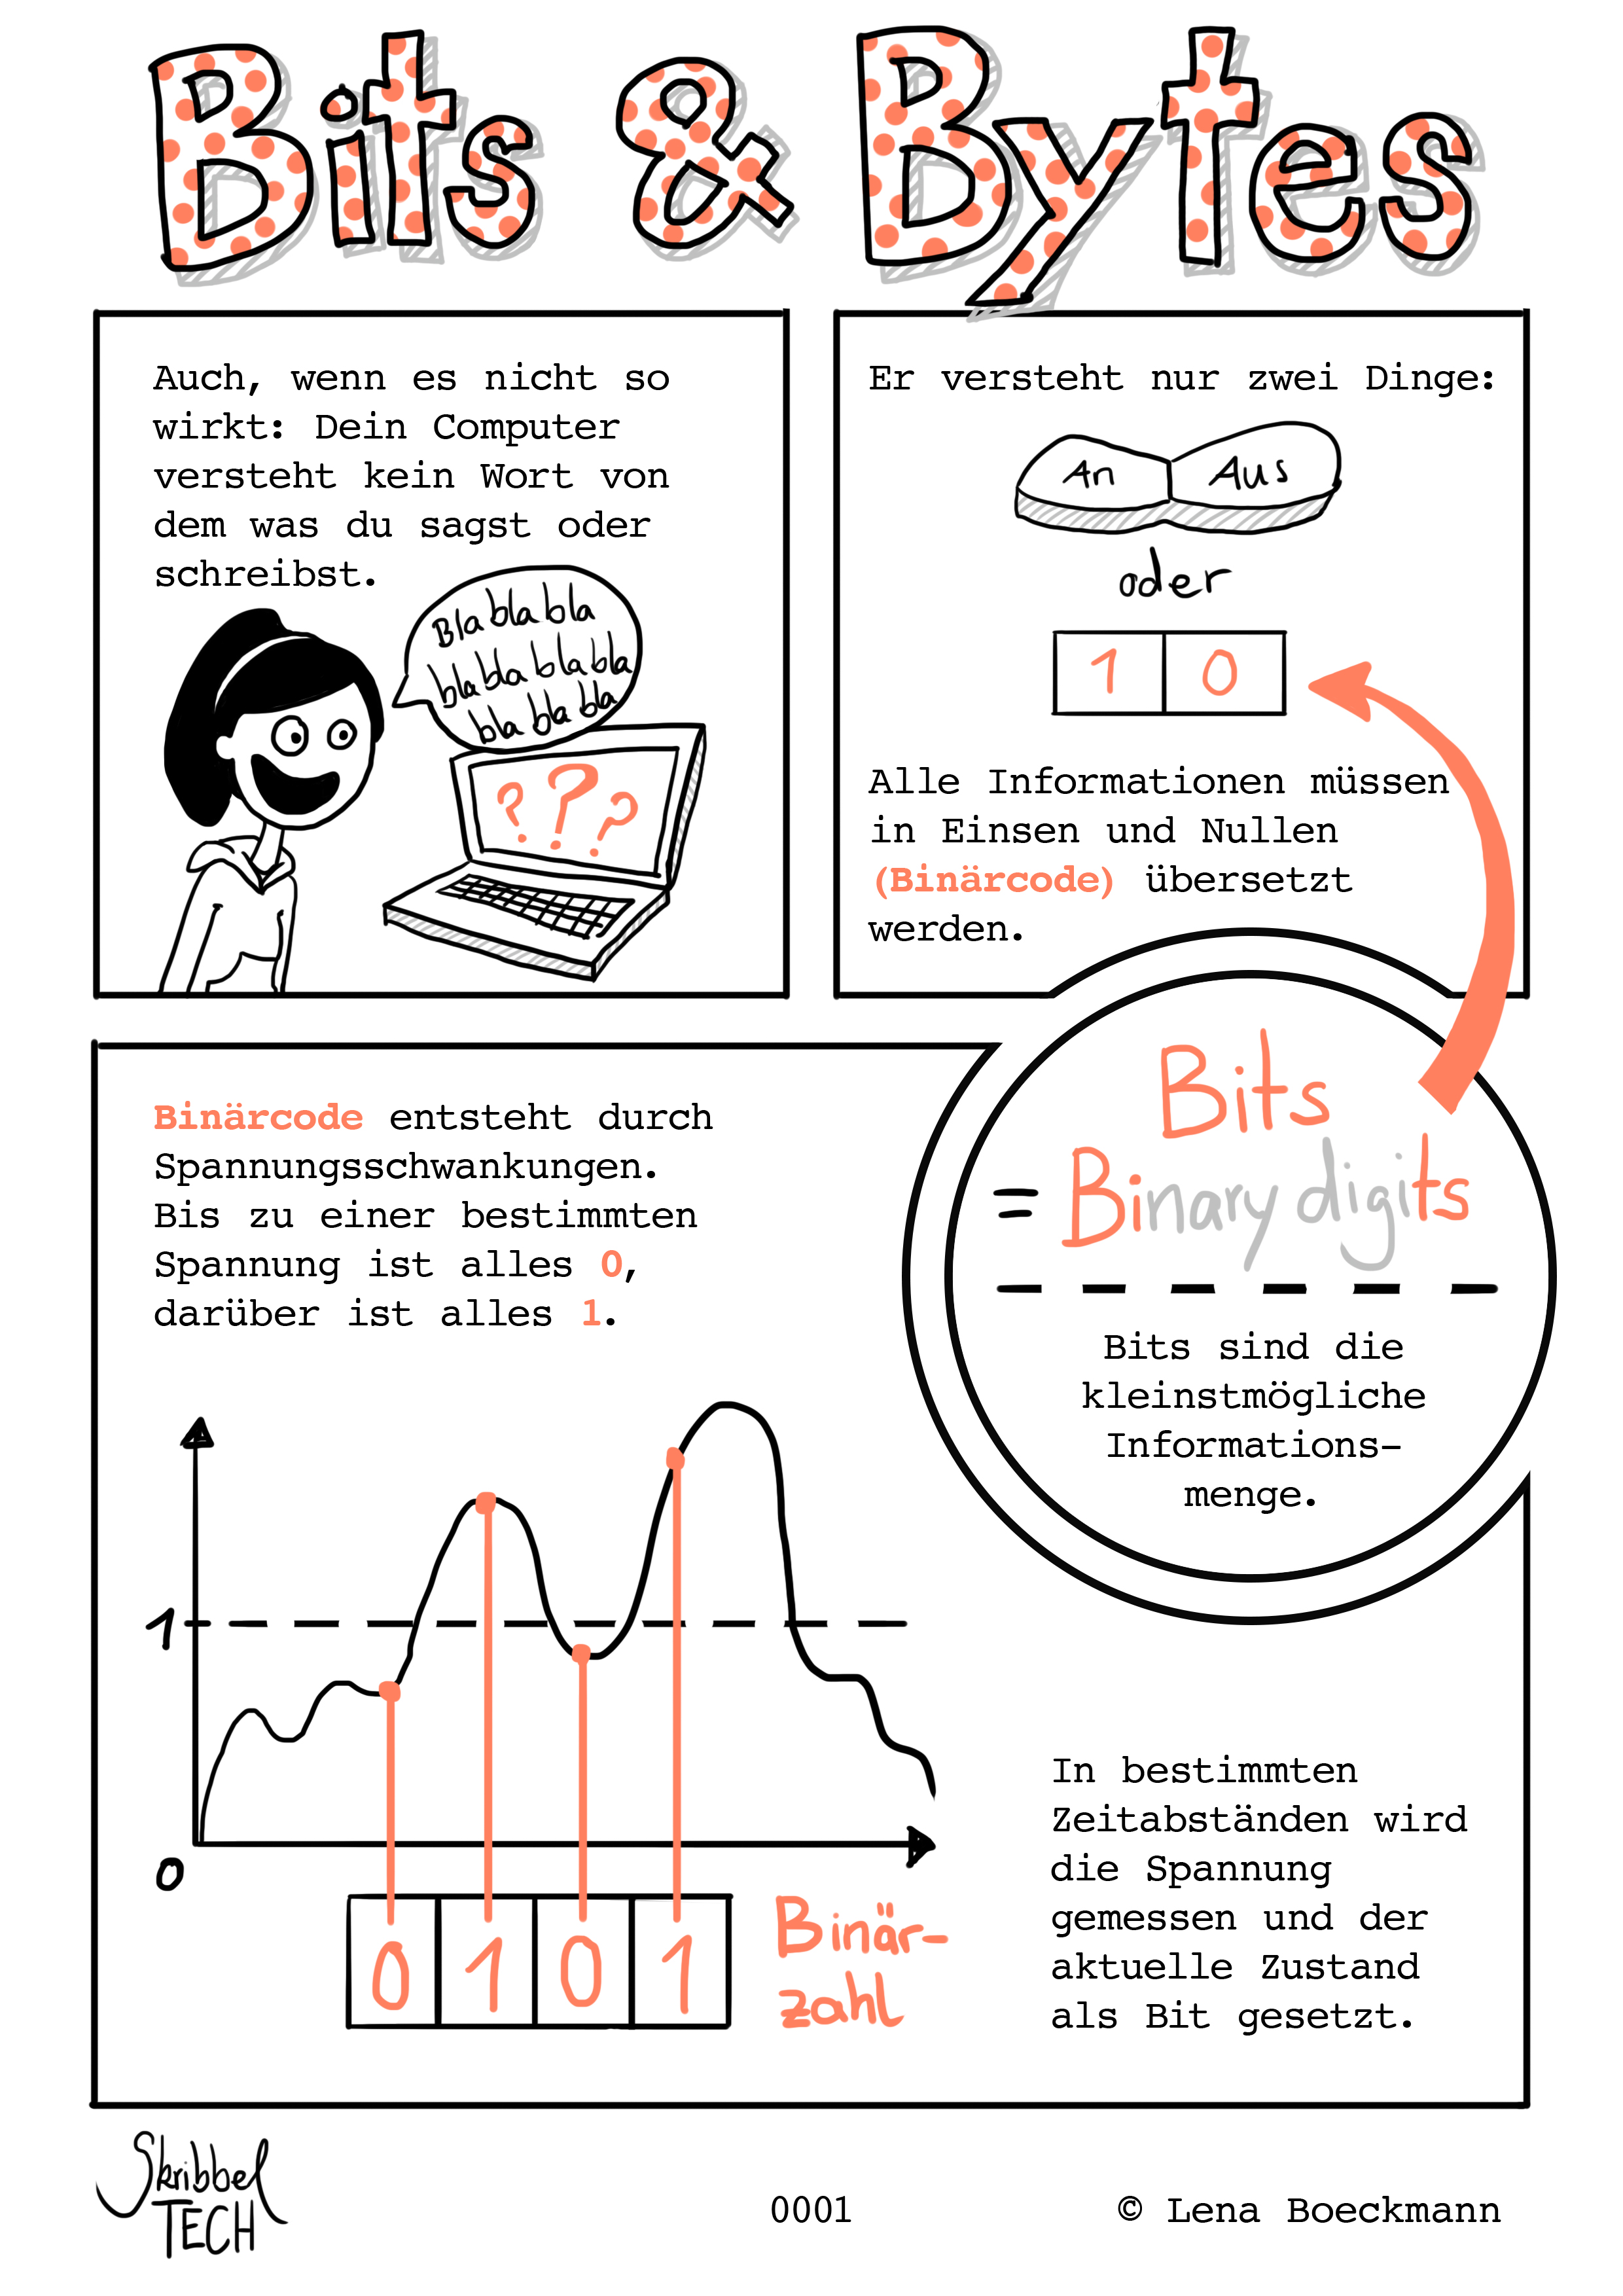 Bits & Bytes
Auch, wenn es nicht so
wirkt: Dein Computer
versteht kein Wort von
dem was du sagst oder
schreibst.
Bla bla bla
bla bla bla bla
bla bla bla
? ? ?
Er versteht nur zwei Dinge:
An Aus
oder
1 0
Alle Informationen müssen
in Einsen und Nullen
(Binärcode) übersetzt
werden.
Bits
= Binary digits
Bits sind die
kleinstmögliche
Informations-
menge.
Binärcode entsteht durch
Spannungsschwankungen.
Bis zu einer bestimmten
Spannung ist alles 0,
darüber ist alles 1.
1
0
0 1 0 1
Binär-
zahl
In bestimmten
Zeitabständen wird
die Spannung
gemessen und der
aktuelle Zustand
als Bit gesetzt.
Skribbel
TECH
0001
© Lena Boeckmann